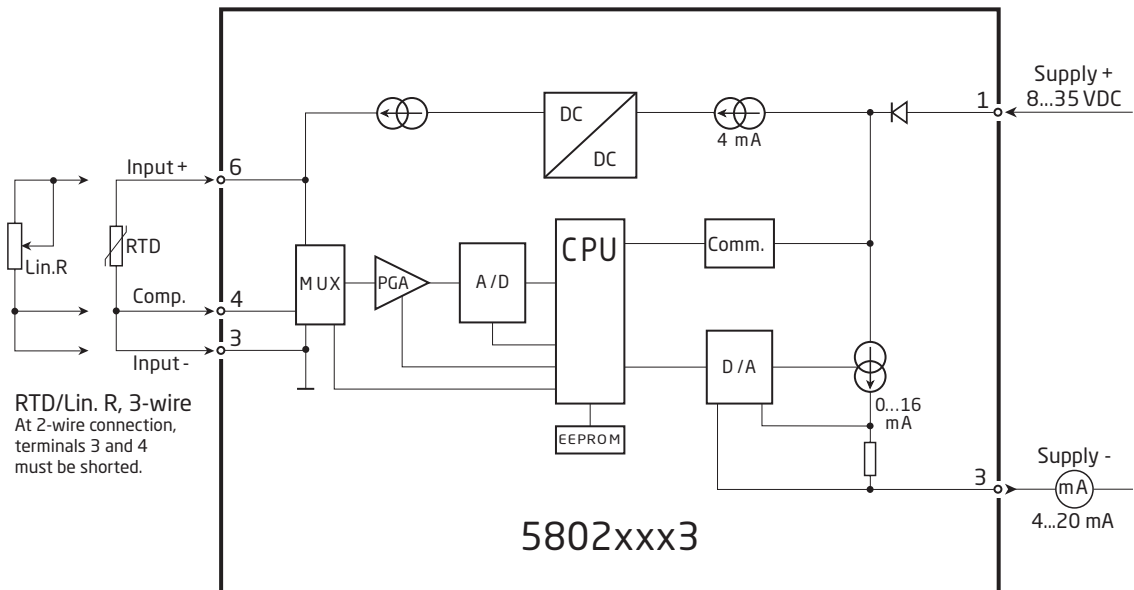 Supply +
8...35 VDC
1
DC
DC
4 mA
Input +
6
RTD
Lin.R
CPU
Comm.
MUX
PGA
A/D
Comp.
4
3
Input -
D/A
0...16
mA
EEPROM
RTD/Lin. R, 3-wire
At 2-wire connection,
terminals 3 and 4
must be shorted.
3
Supply -
mA
4...20 mA
5802xxx3